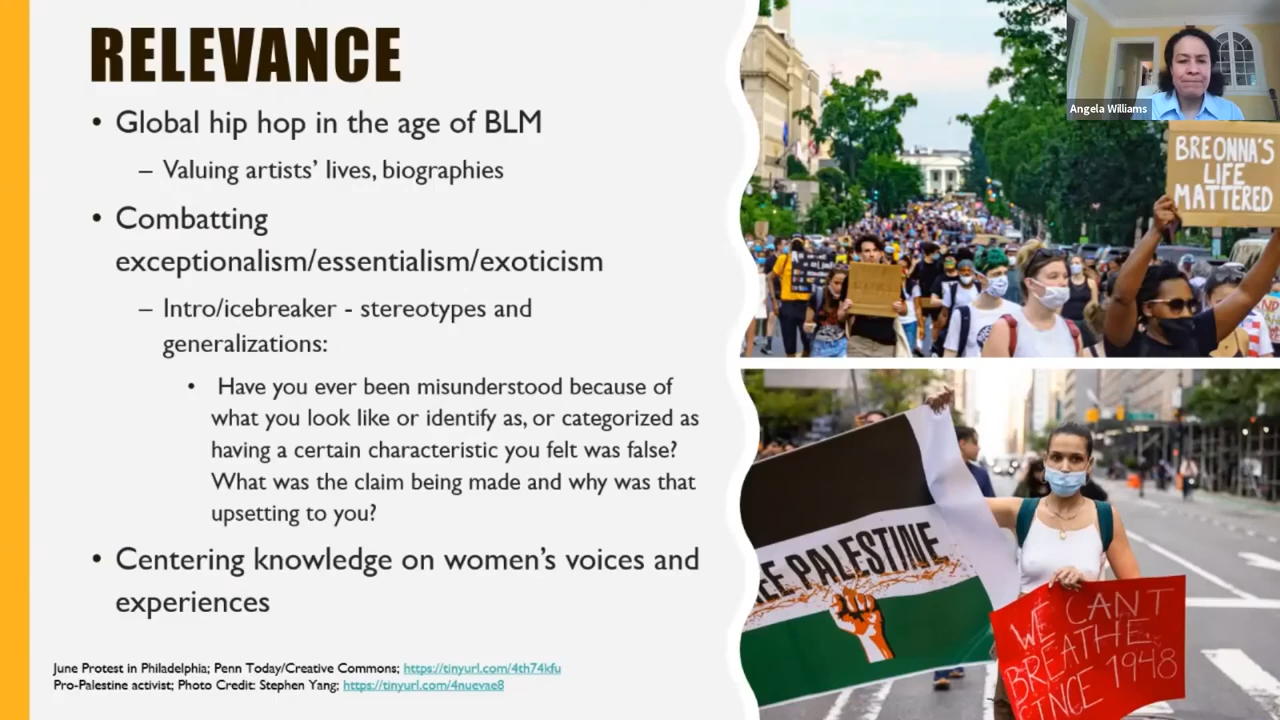 RELEVANCE
• Global hip hop in the age of BLM
– Valuing artists' lives, biographies
• Combatting
exceptionalism/essentialism/exoticism
– Intro/icebreaker - stereotypes and
generalizations:
• Have you ever been misunderstood because of
what you look like or identify as, or categorized as
having a certain characteristic you felt was false?
What was the claim being made and why was that
upsetting to you?
• Centering knowledge on women's voices and
experiences
June Protest in Philadelphia; Penn Today/Creative Commons; https://tinyurl.com/4th74kfu
Pro-Palestine activist; Photo Credit: Stephen Yang; https://tinyurl.com/4nuevae8
Angela Williams
BREONNA'S
LIFE
MATTERED
EE PALESTINE
WE CANT
BREATHE
SINCE 1948